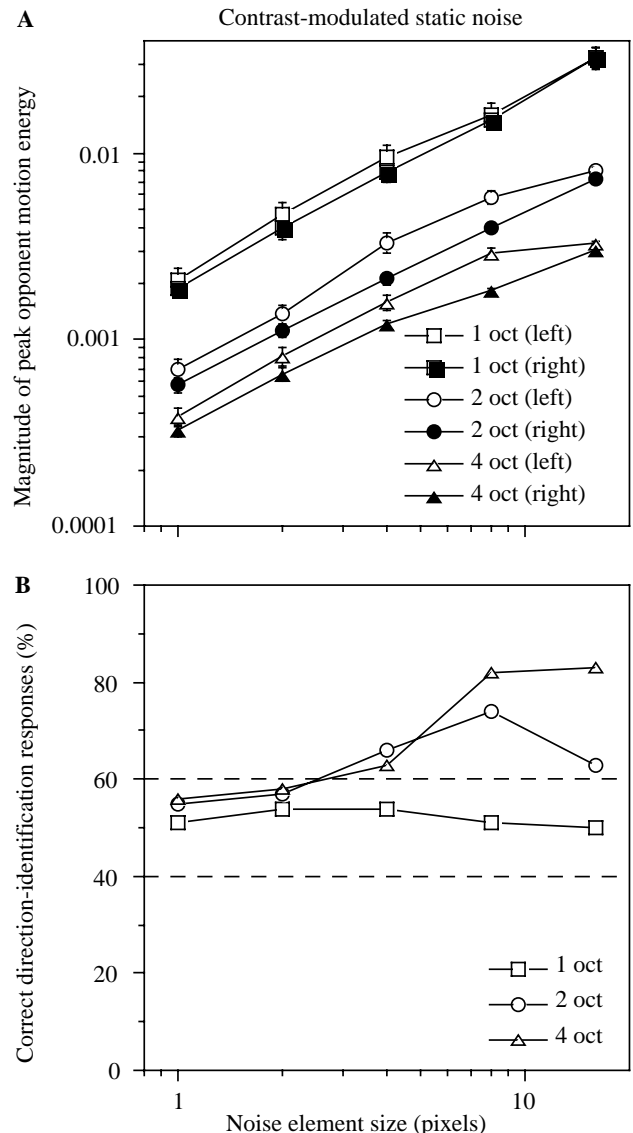 A
Contrast-modulated static noise
Magnitude of peak opponent motion energy
0.01
0.001
0.0001
1 oct (left)
1 oct (right)
2 oct (left)
2 oct (right)
4 oct (left)
4 oct (right)
B
Correct direction-identification responses (%)
100
80
60
40
20
0
1 oct
2 oct
4 oct
1
10
Noise element size (pixels)